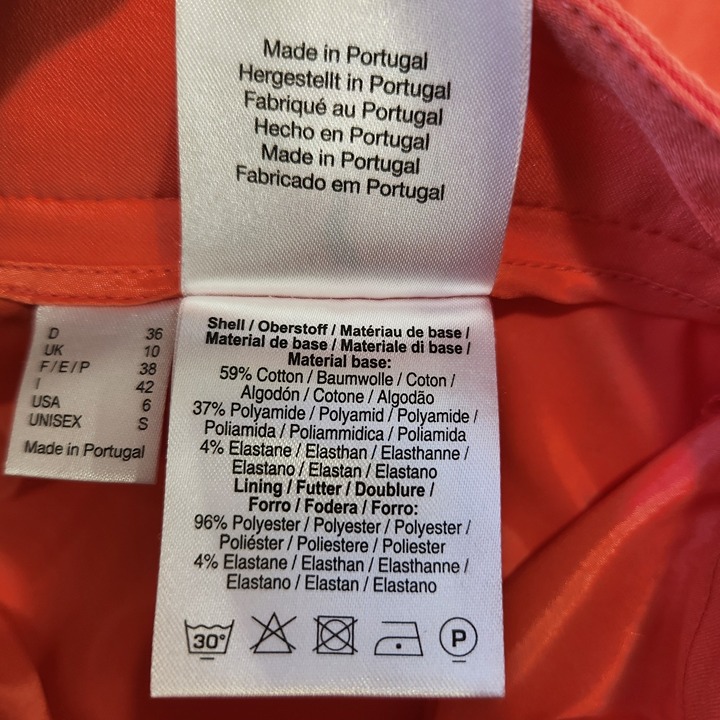 Made in Portugal
Hergestellt in Portugal
Fabriqué au Portugal
Hecho en Portugal
Made in Portugal
Fabricado em Portugal
D 36
UK 10
F/E/P 38
I 42
USA 6
UNISEX S
Made in Portugal
Shell / Oberstoff / Matériau de base /
Material de base / Materiale di base /
Material base:
59% Cotton / Baumwolle / Coton /
Algodón / Cotone / Algodão
37% Polyamide / Polyamid / Polyamide /
Poliamida / Poliammidica / Poliamida
4% Elastane / Elasthan / Elasthanne /
Elastano / Elastan / Elastano
Lining / Futter / Doublure /
Forro / Fodera / Forro:
96% Polyester / Polyester / Polyester /
Poliéster / Poliestere / Poliester
4% Elastane / Elasthan / Elasthanne /
Elastano / Elastan / Elastano
30° P